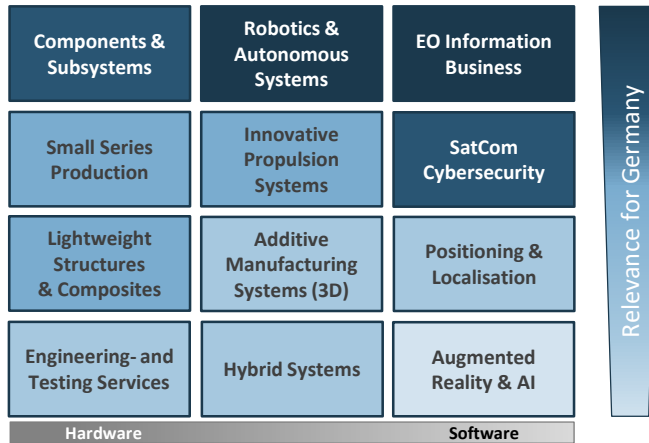 Components &
Subsystems
Robotics &
Autonomous
Systems
EO Information
Business
Small Series
Production
Innovative
Propulsion
Systems
SatCom
Cybersecurity
Lightweight
Structures
& Composites
Additive
Manufacturing
Systems (3D)
Positioning &
Localisation
Engineering- and
Testing Services
Hybrid Systems
Augmented
Reality & AI
Hardware
Software
Relevance for Germany